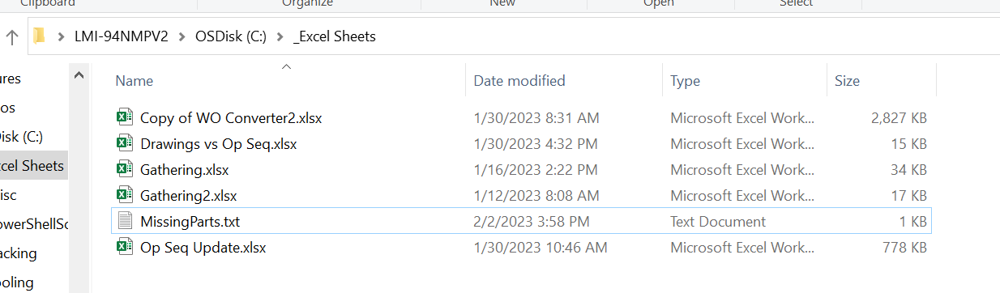 Clipboard Organize New Open Select
LMI-94NMPV2 > OSDisk (C:) > _Excel Sheets
Name Date modified Type Size
Copy of WO Converter2.xlsx 1/30/2023 8:31 AM Microsoft Excel Work... 2,827 KB
Drawings vs Op Seq.xlsx 1/30/2023 4:32 PM Microsoft Excel Work... 15 KB
Gathering.xlsx 1/16/2023 2:22 PM Microsoft Excel Work... 34 KB
Gathering2.xlsx 1/12/2023 8:08 AM Microsoft Excel Work... 17 KB
MissingParts.txt 2/2/2023 3:58 PM Text Document 1 KB
Op Seq Update.xlsx 1/30/2023 10:46 AM Microsoft Excel Work... 778 KB
ures
os
isk (C:)
cel Sheets
isc
owerShellSc
acking
oling